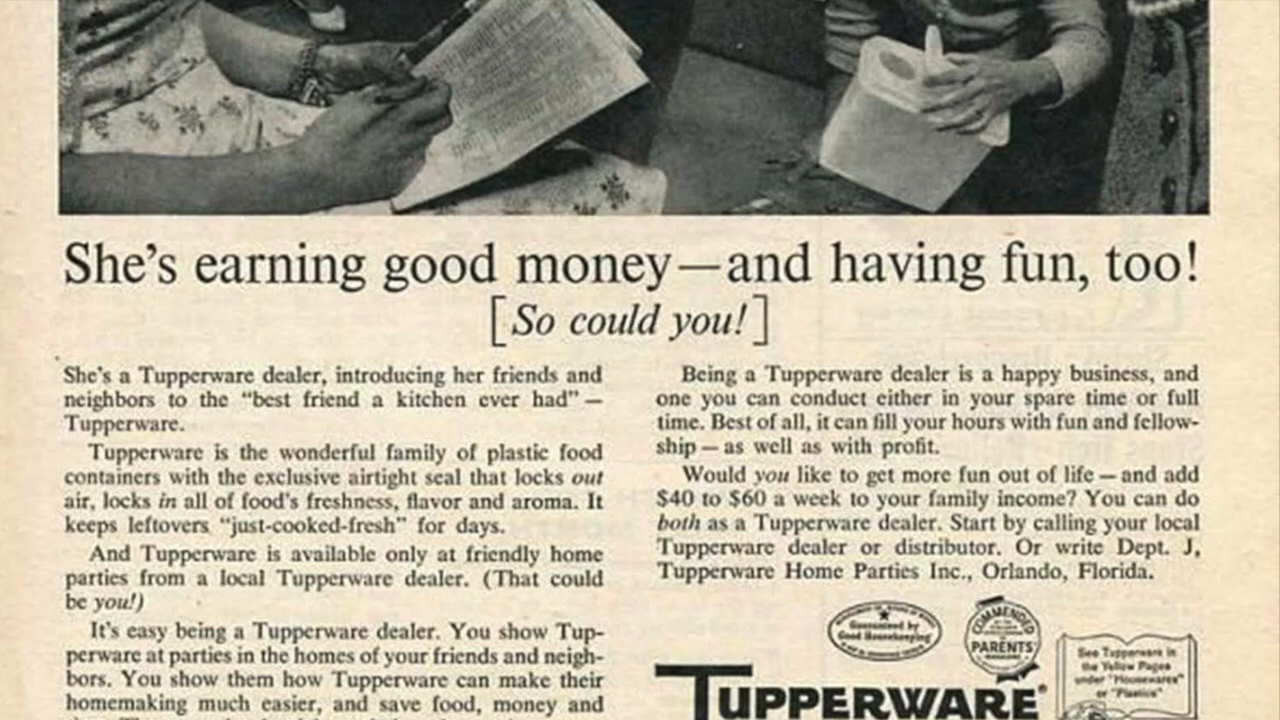 She's earning good money—and having fun, too!
[So could you!]
She's a Tupperware dealer, introducing her friends and
neighbors to the "best friend a kitchen ever had" —
Tupperware.
Tupperware is the wonderful family of plastic food
containers with the exclusive airtight seal that locks out
air, locks in all of food's freshness, flavor and aroma. It
keeps leftovers "just-cooked-fresh" for days.
And Tupperware is available only at friendly home
parties from a local Tupperware dealer. (That could
be you!)
It's easy being a Tupperware dealer. You show Tup-
perware at parties in the homes of your friends and neigh-
bors. You show them how Tupperware can make their
homemaking much easier, and save food, money and
Being a Tupperware dealer is a happy business, and
one you can conduct either in your spare time or full
time. Best of all, it can fill your hours with fun and fellow-
ship — as well as with profit.
Would you like to get more fun out of life — and add
$40 to $60 a week to your family income? You can do
both as a Tupperware dealer. Start by calling your local
Tupperware dealer or distributor. Or write Dept. J,
Tupperware Home Parties Inc., Orlando, Florida.
Guaranteed by
Good Housekeeping
COMMENDED
PARENTS
See Tupperware in
the Yellow Pages
under "Housewares"
or "Plastics"
TUPPERWARE®